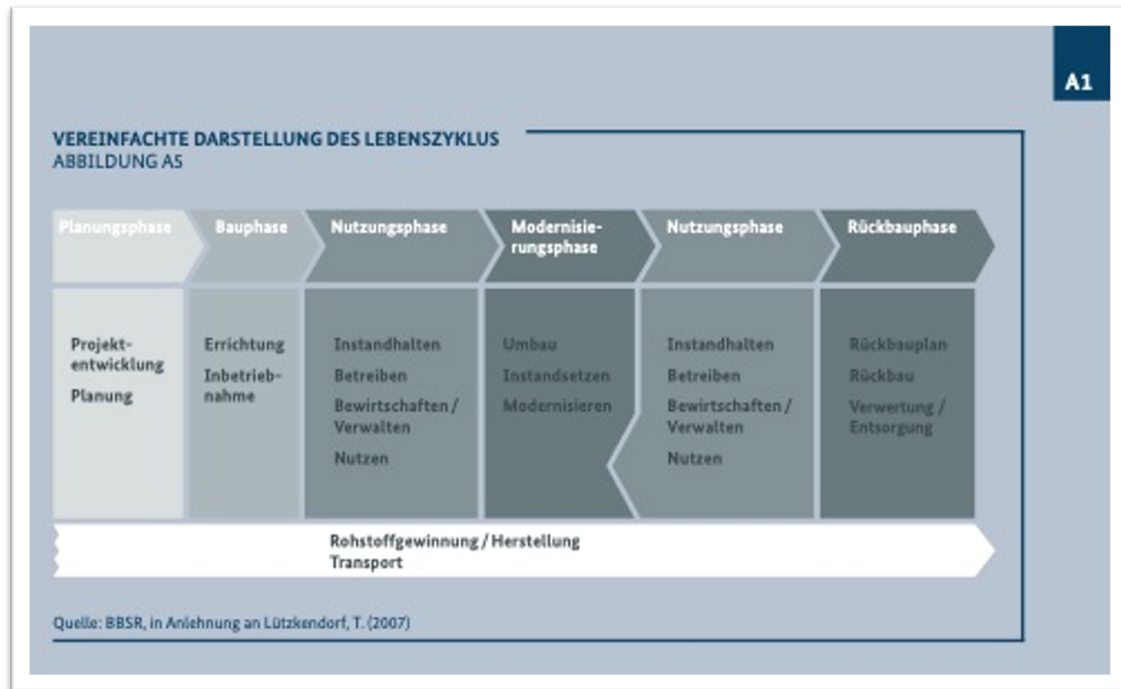 A1
VEREINFACHTE DARSTELLUNG DES LEBENSZYKLUS
ABBILDUNG A5
Planungsphase
Bauphase
Nutzungsphase
Modernisie-
rungsphase
Nutzungsphase
Rückbauphase
Projekt-
entwicklung
Planung
Errichtung
Inbetrieb-
nahme
Instandhalten
Betreiben
Bewirtschaften /
Verwalten
Nutzen
Umbau
Instandsetzen
Modernisieren
Instandhalten
Betreiben
Bewirtschaften /
Verwalten
Nutzen
Rückbauplan
Rückbau
Verwertung /
Entsorgung
Rohstoffgewinnung / Herstellung
Transport
Quelle: BBSR, in Anlehnung an Lützkendorf, T. (2007)